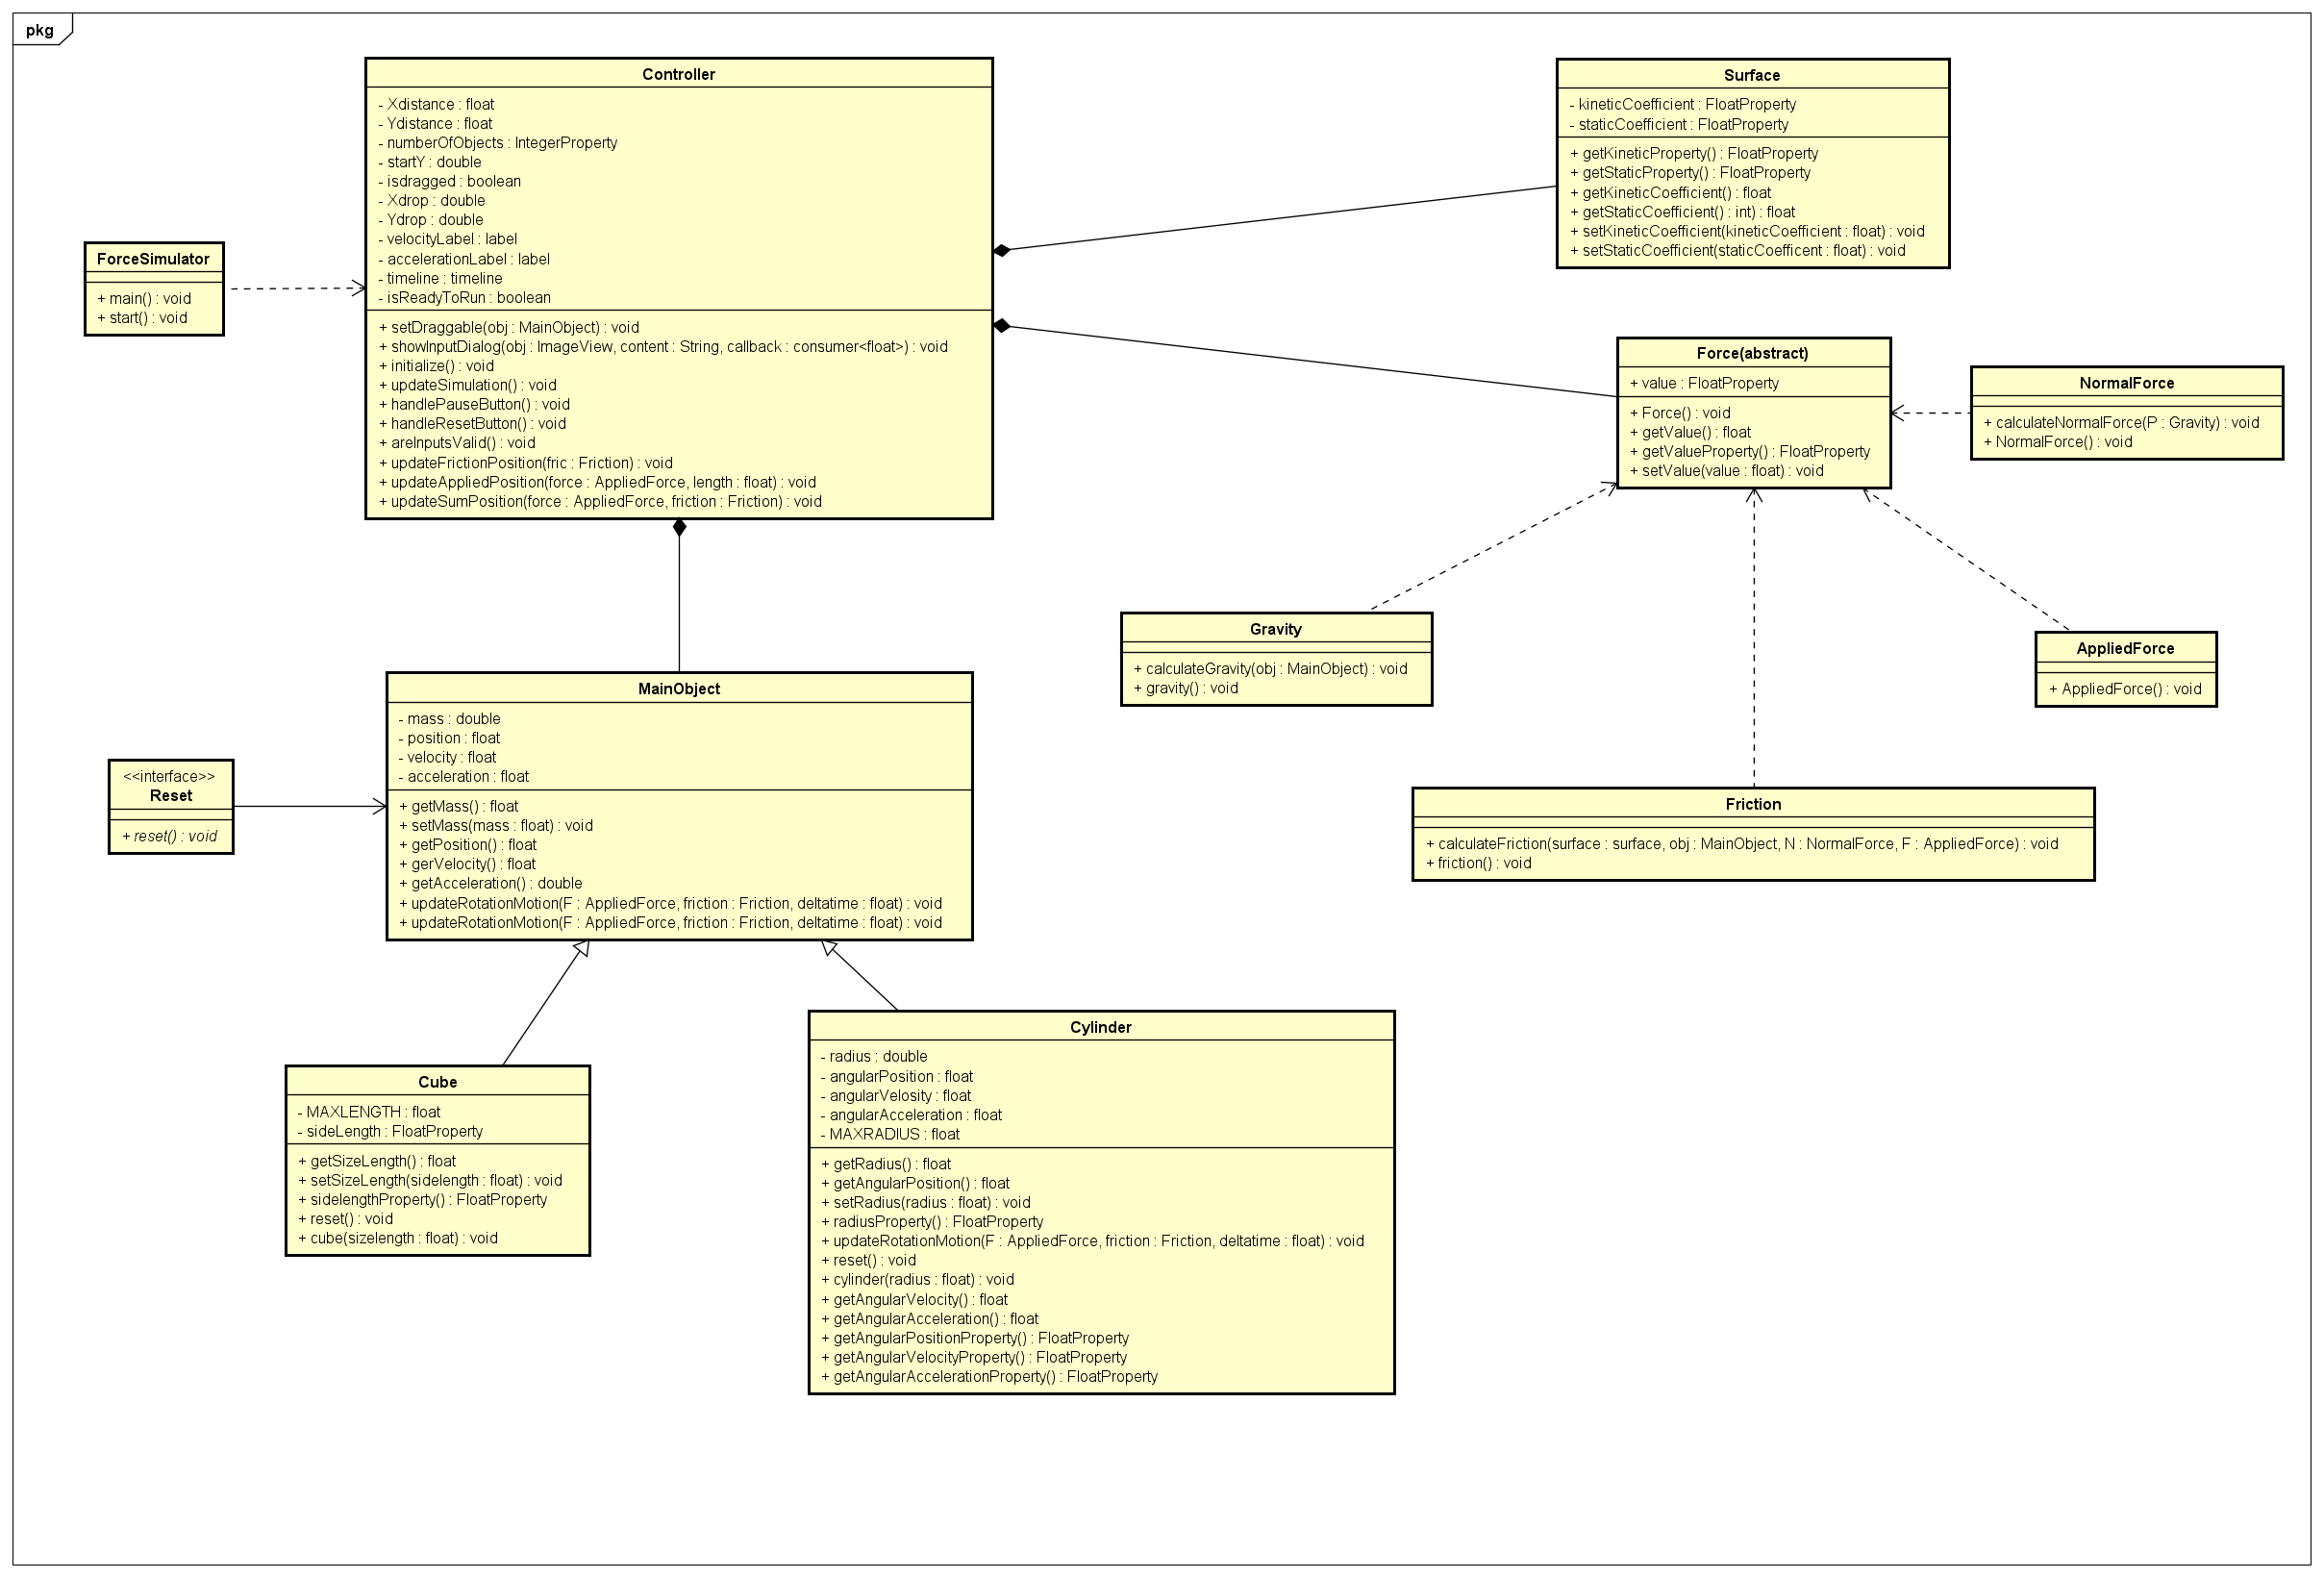 pkg
Controller
- Xdistance : float
- Ydistance : float
- numberOfObjects : IntegerProperty
- startY : double
- isdragged : boolean
- Xdrop : double
- Ydrop : double
- velocityLabel : label
- accelerationLabel : label
- timeline : timeline
- isReadyToRun : boolean
+ setDraggable(obj : MainObject) : void
+ showInputDialog(obj : ImageView, content : String, callback : consumer<float>) : void
+ initialize() : void
+ updateSimulation() : void
+ handlePauseButton() : void
+ handleResetButton() : void
+ areInputsValid() : void
+ updateFrictionPosition(fric : Friction) : void
+ updateAppliedPosition(force : AppliedForce, length : float) : void
+ updateSumPosition(force : AppliedForce, friction : Friction) : void
Surface
- kineticCoefficient : FloatProperty
- staticCoefficient : FloatProperty
+ getKineticProperty() : FloatProperty
+ getStaticProperty() : FloatProperty
+ getKineticCoefficient() : float
+ getStaticCoefficient() : int) : float
+ setKineticCoefficient(kineticCoefficient : float) : void
+ setStaticCoefficient(staticCoefficent : float) : void
ForceSimulator
+ main() : void
+ start() : void
Force(abstract)
+ value : FloatProperty
+ Force() : void
+ getValue() : float
+ getValueProperty() : FloatProperty
+ setValue(value : float) : void
NormalForce
+ calculateNormalForce(P : Gravity) : void
+ NormalForce() : void
Gravity
+ calculateGravity(obj : MainObject) : void
+ gravity() : void
AppliedForce
+ AppliedForce() : void
MainObject
- mass : double
- position : float
- velocity : float
- acceleration : float
+ getMass() : float
+ setMass(mass : float) : void
+ getPosition() : float
+ gerVelocity() : float
+ getAcceleration() : double
+ updateRotationMotion(F : AppliedForce, friction : Friction, deltatime : float) : void
+ updateRotationMotion(F : AppliedForce, friction : Friction, deltatime : float) : void
<<interface>>
Reset
+ reset() : void
Friction
+ calculateFriction(surface : surface, obj : MainObject, N : NormalForce, F : AppliedForce) : void
+ friction() : void
Cube
- MAXLENGTH : float
- sideLength : FloatProperty
+ getSizeLength() : float
+ setSizeLength(sidelength : float) : void
+ sidelengthProperty() : FloatProperty
+ reset() : void
+ cube(sizelength : float) : void
Cylinder
- radius : double
- angularPosition : float
- angularVelosity : float
- angularAcceleration : float
- MAXRADIUS : float
+ getRadius() : float
+ getAngularPosition() : float
+ setRadius(radius : float) : void
+ radiusProperty() : FloatProperty
+ updateRotationMotion(F : AppliedForce, friction : Friction, deltatime : float) : void
+ reset() : void
+ cylinder(radius : float) : void
+ getAngularVelocity() : float
+ getAngularAcceleration() : float
+ getAngularPositionProperty() : FloatProperty
+ getAngularVelocityProperty() : FloatProperty
+ getAngularAccelerationProperty() : FloatProperty